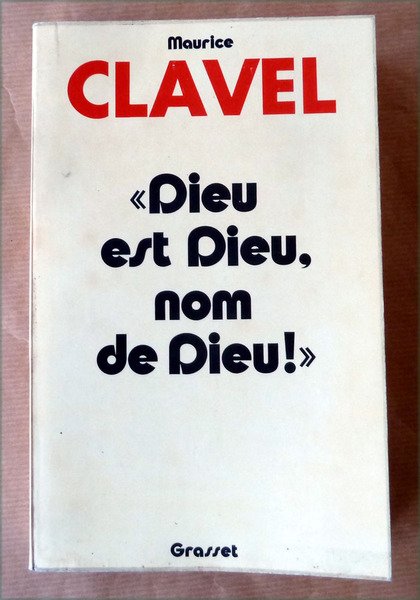 Maurice
CLAVEL
«Dieu
est Dieu,
nom
de Dieu!»
Grasset